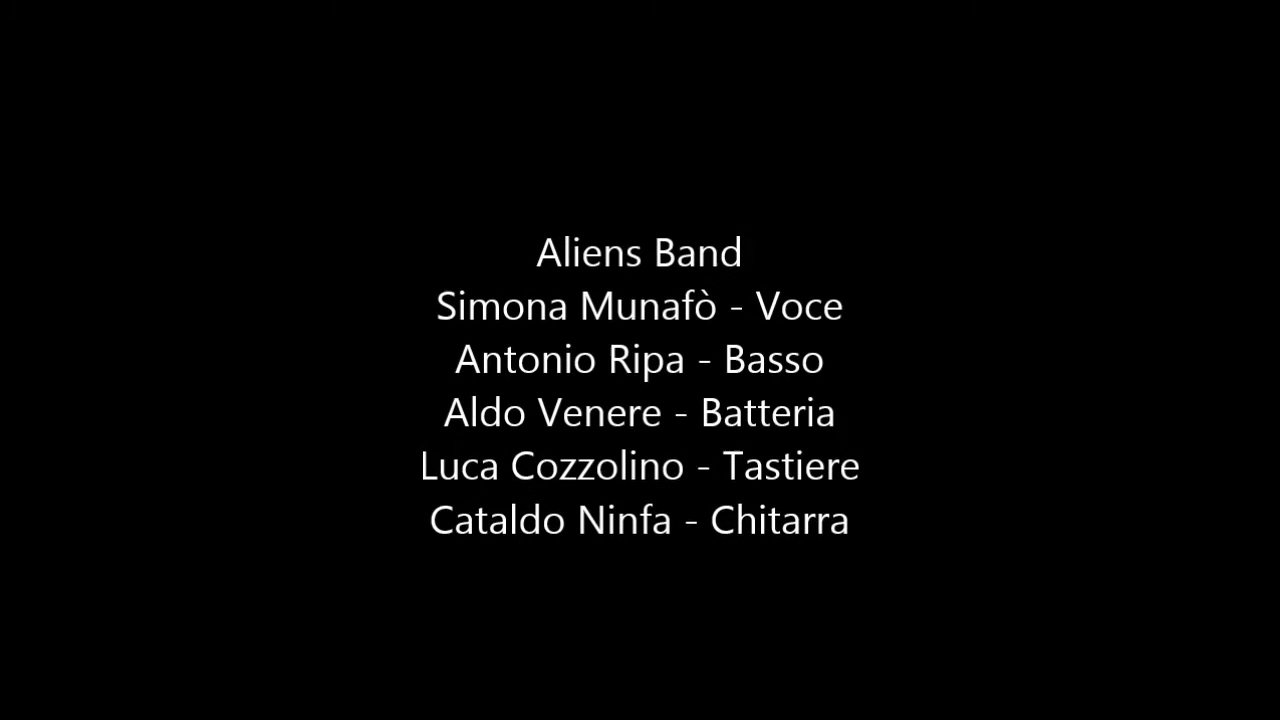 Aliens Band
Simona Munafò - Voce
Antonio Ripa - Basso
Aldo Venere - Batteria
Luca Cozzolino - Tastiere
Cataldo Ninfa - Chitarra